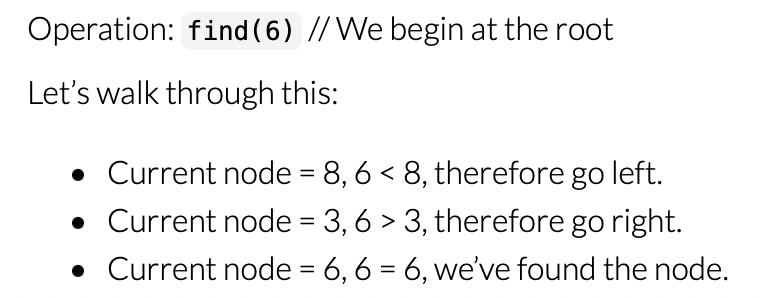 Operation: find(6) // We begin at the root
Let’s walk through this:
• Current node = 8, 6 < 8, therefore go left.
• Current node = 3, 6 > 3, therefore go right.
• Current node = 6, 6 = 6, we’ve found the node.